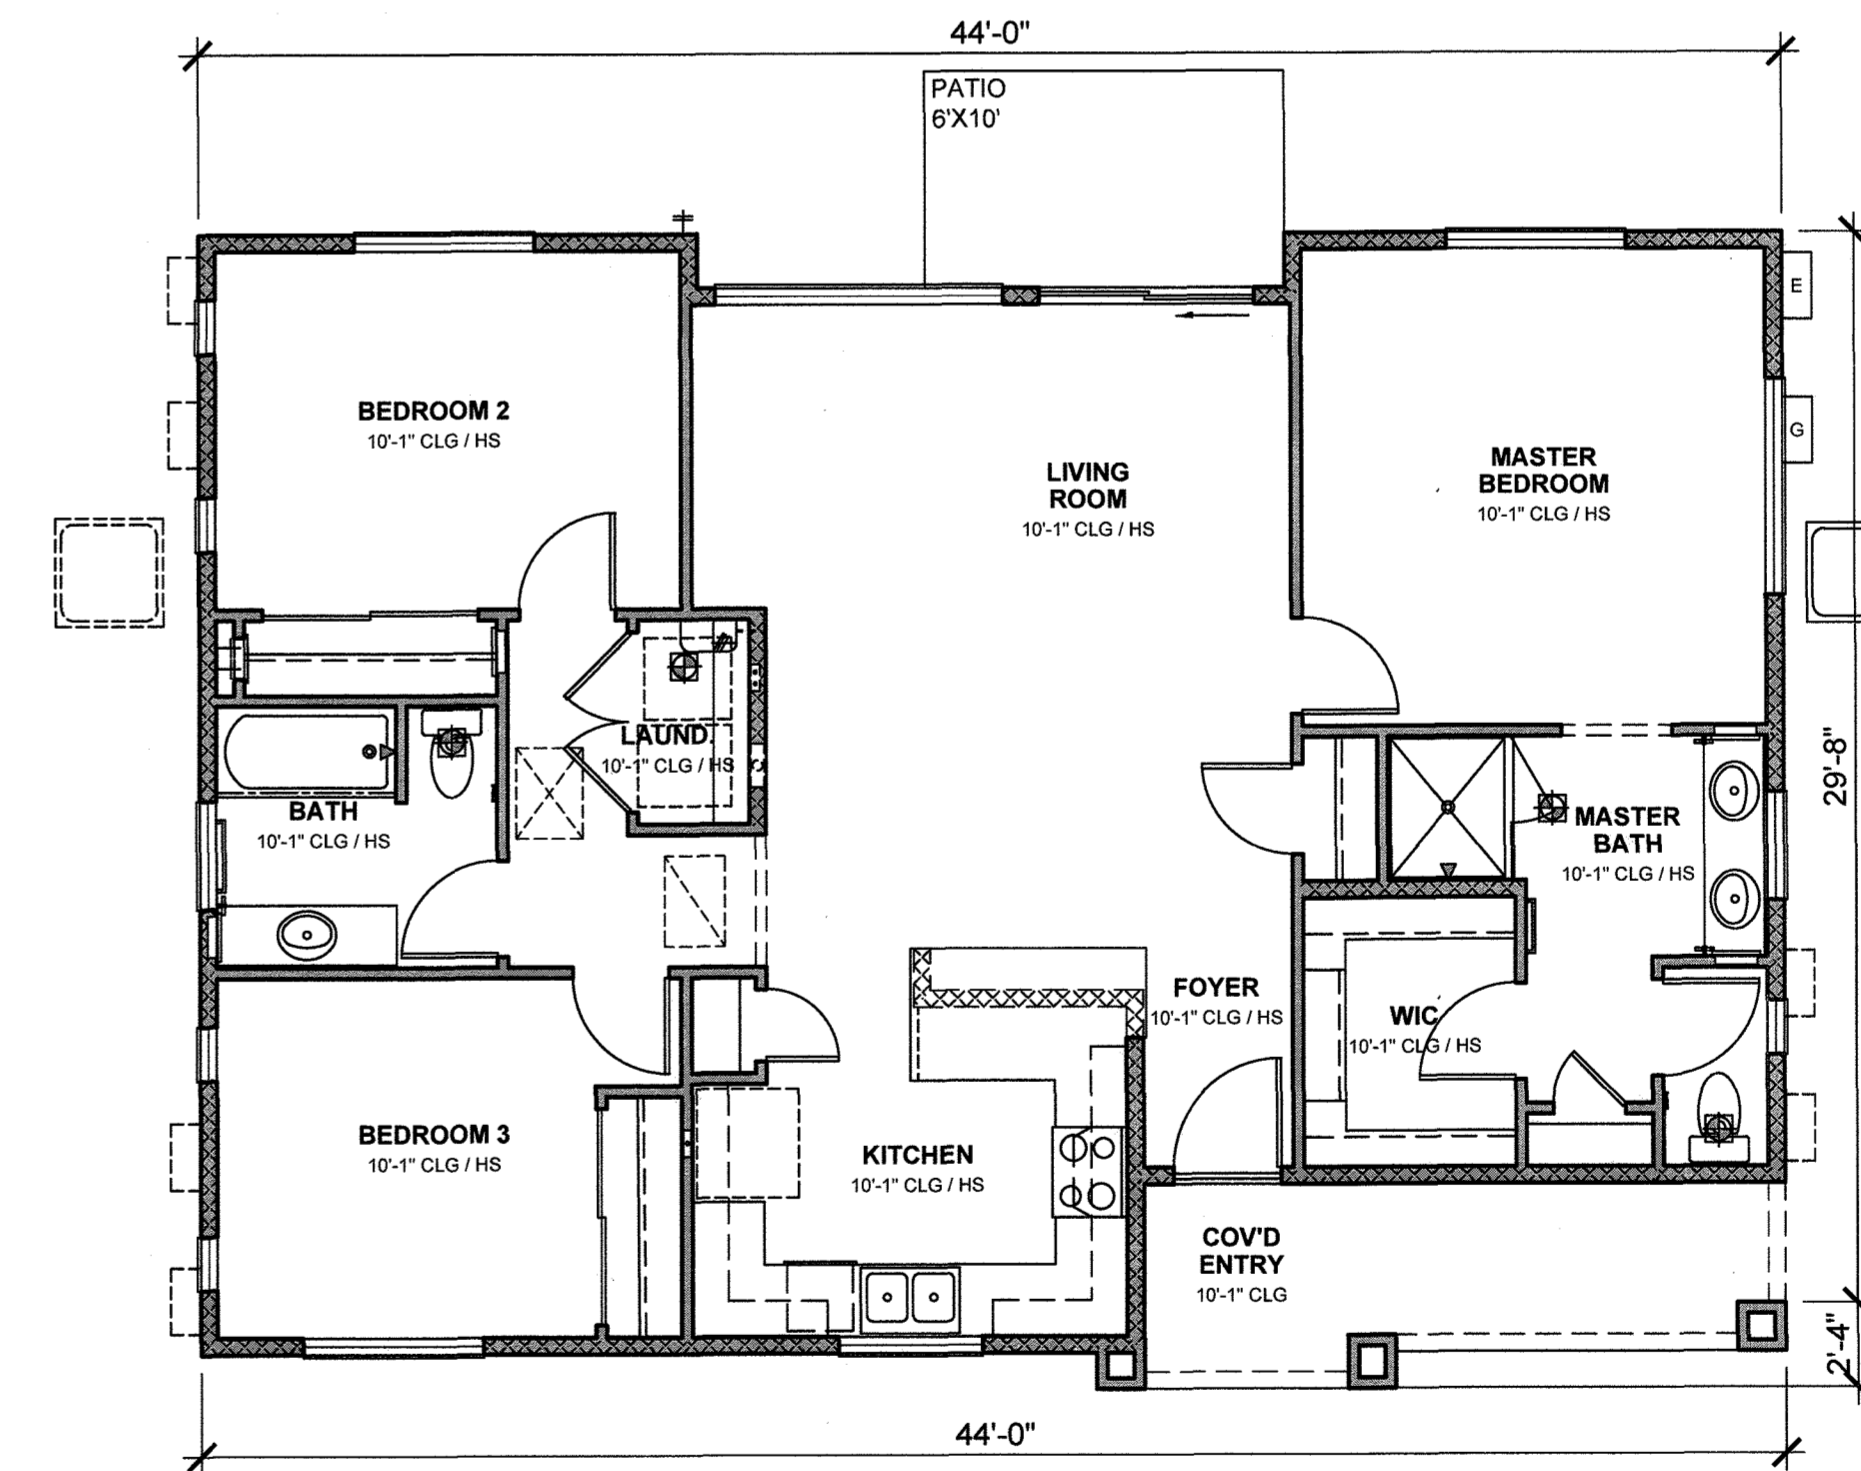 44'-0"
PATIO
6'X10'
E
G
BEDROOM 2
10'-1" CLG / HS
LIVING
ROOM
10'-1" CLG / HS
MASTER
BEDROOM
10'-1" CLG / HS
LAUND.
10'-1" CLG / HS
BATH
10'-1" CLG / HS
MASTER
BATH
10'-1" CLG / HS
29'-8"
FOYER
10'-1" CLG / HS
WIC
10'-1" CLG / HS
BEDROOM 3
10'-1" CLG / HS
KITCHEN
10'-1" CLG / HS
COV'D
ENTRY
10'-1" CLG
2'-4"
44'-0"